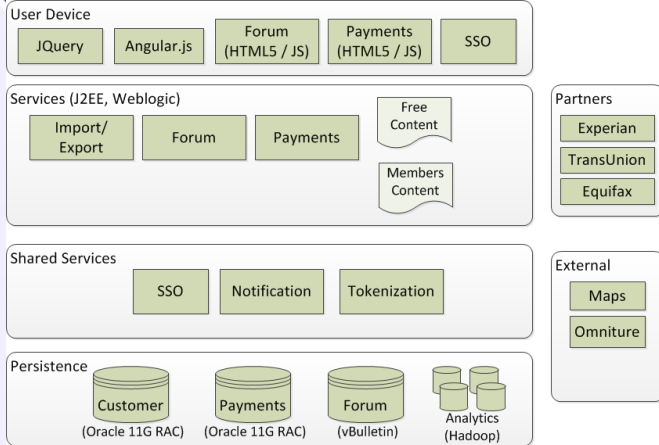 User Device
JQuery
Angular.js
Forum
(HTML5 / JS)
Payments
(HTML5 / JS)
SSO
Services (J2EE, Weblogic)
Import/
Export
Forum
Payments
Free
Content
Members
Content
Partners
Experian
TransUnion
Equifax
Shared Services
SSO
Notification
Tokenization
External
Maps
Omniture
Persistence
Customer
(Oracle 11G RAC)
Payments
(Oracle 11G RAC)
Forum
(vBulletin)
Analytics
(Hadoop)